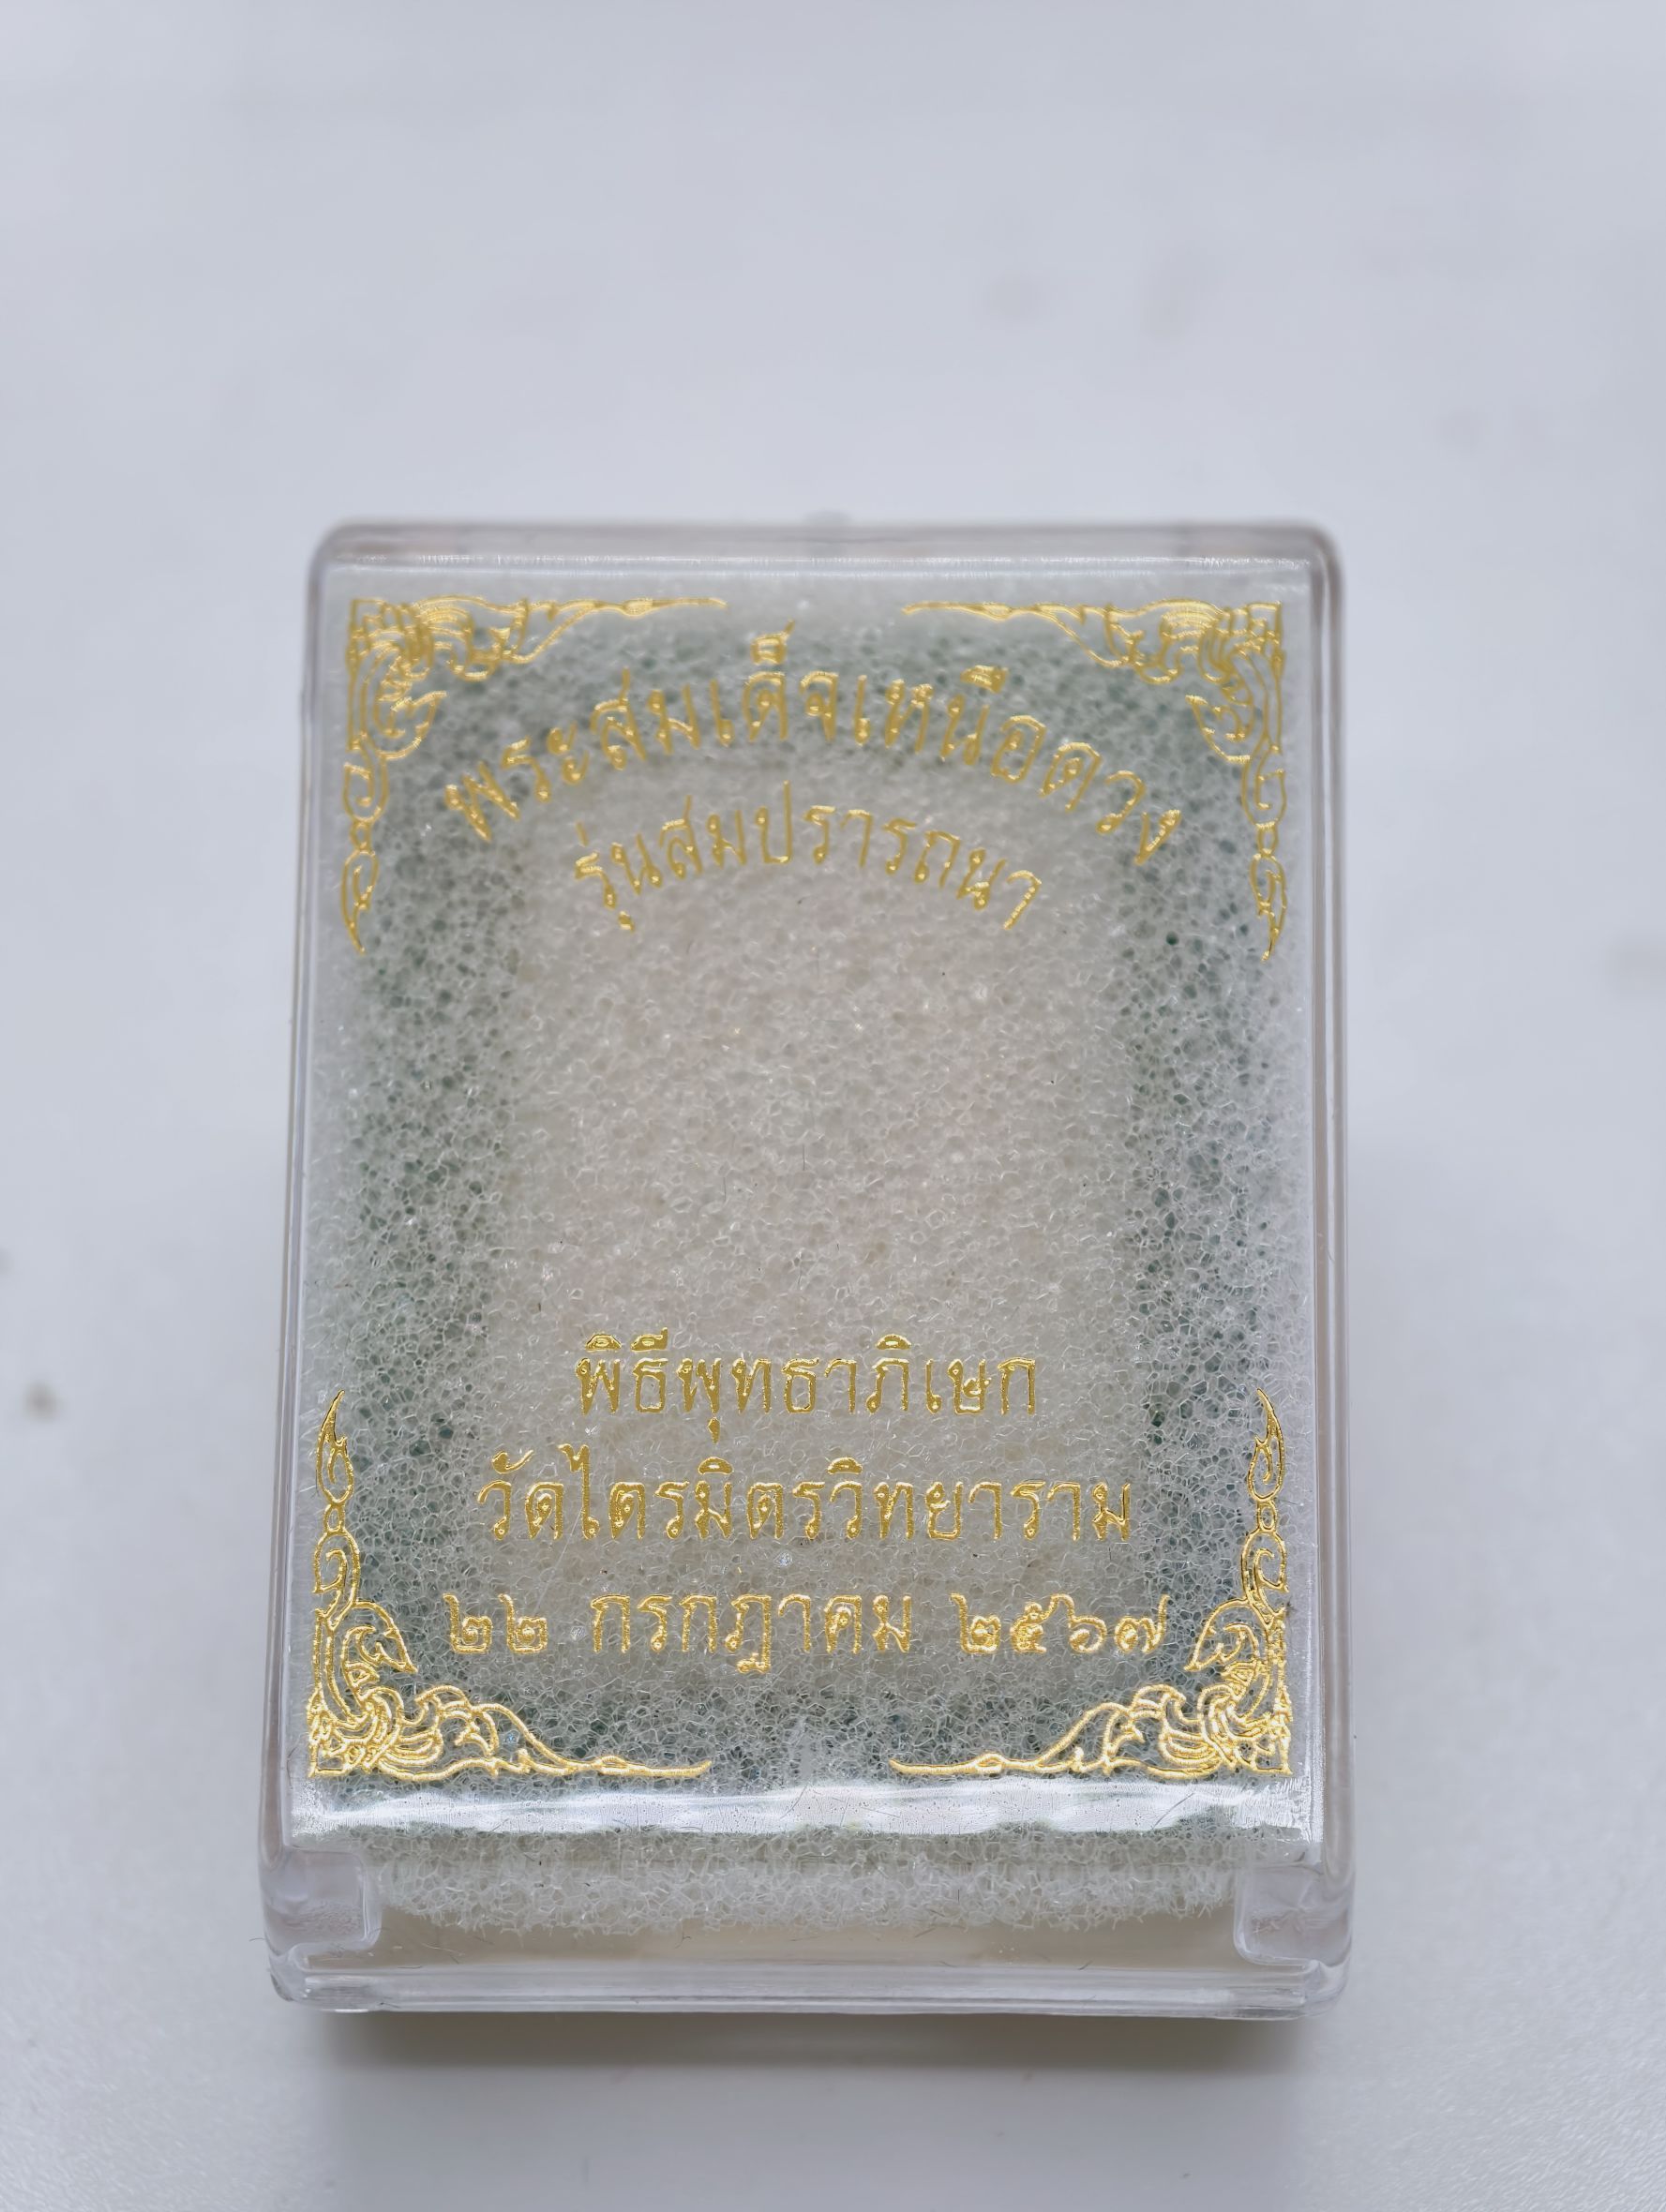 พระสมเด็จเหนือดวง
รุ่นสมปรารถนา
พิธีพุทธาภิเษก
วัดไตรมิตรวิทยาราม
๒๒ กรกฎาคม ๒๕๖๗